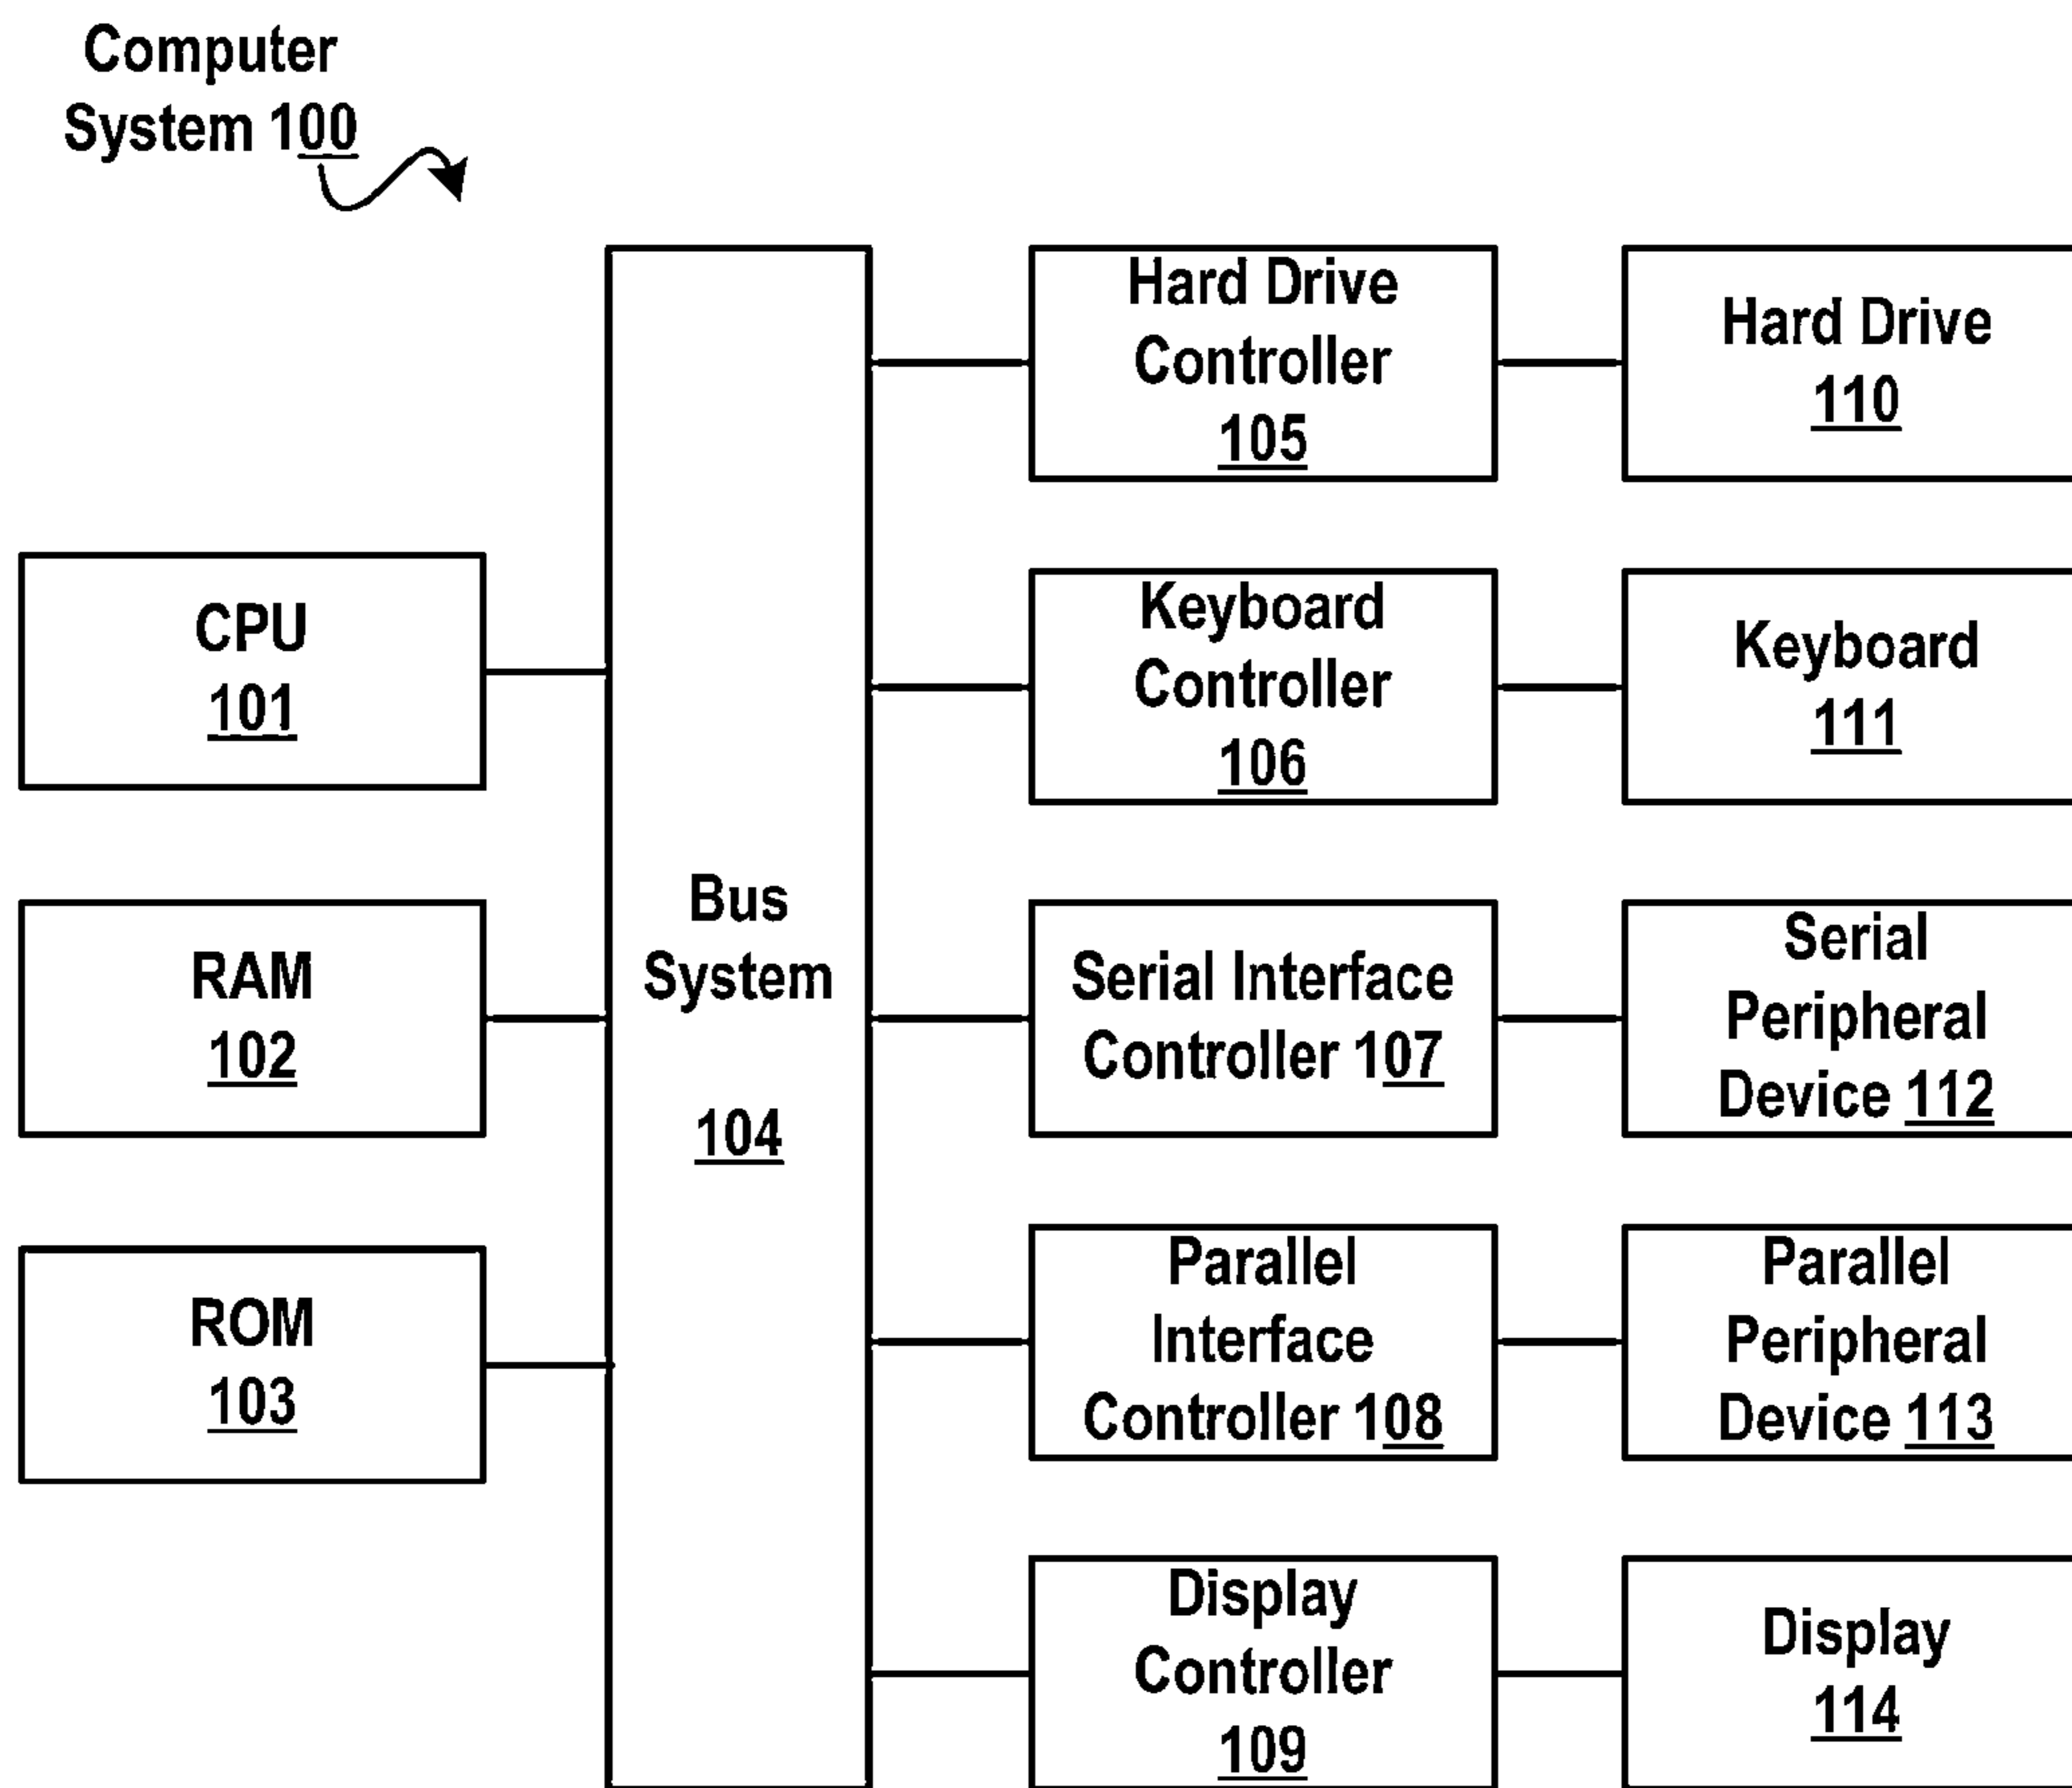 Computer
System 100
Hard Drive
Controller
105
Hard Drive
110
CPU
101
Keyboard
Controller
106
Keyboard
111
RAM
102
Bus
System
104
Serial Interface
Controller 107
Serial
Peripheral
Device 112
ROM
103
Parallel
Interface
Controller 108
Parallel
Peripheral
Device 113
Display
Controller
109
Display
114